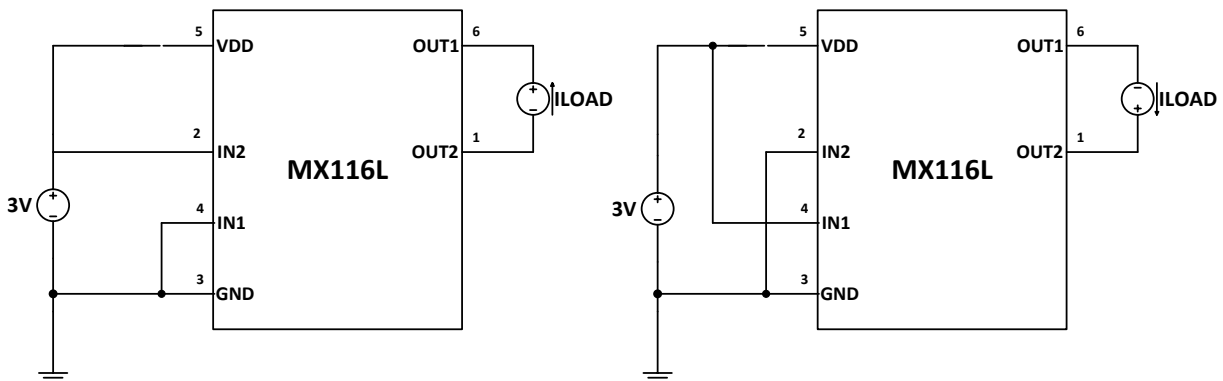 5
VDD
OUT1
6
+
−
ILOAD
2
IN2
OUT2
1
MX116L
3V
+
−
4
IN1
3
GND
5
VDD
OUT1
6
−
+
ILOAD
2
IN2
OUT2
1
MX116L
3V
+
−
4
IN1
3
GND